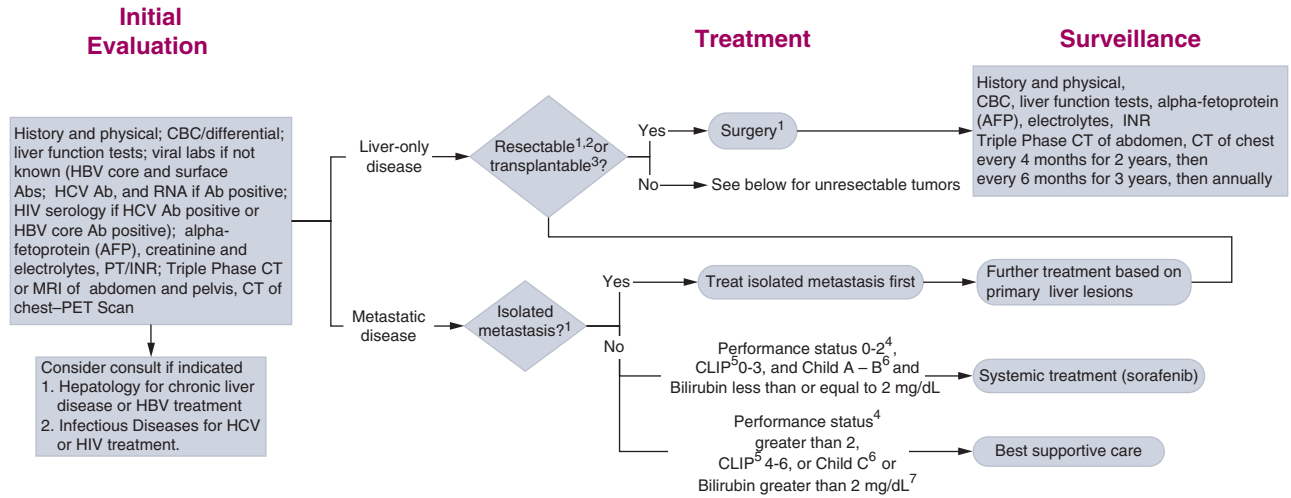 Initial
Evaluation
Treatment
Surveillance
History and physical; CBC/differential;
liver function tests; viral labs if not
known (HBV core and surface
Abs; HCV Ab, and RNA if Ab positive;
HIV serology if HCV Ab positive or
HBV core Ab positive); alpha-
fetoprotein (AFP), creatinine and
electrolytes, PT/INR; Triple Phase CT
or MRI of abdomen and pelvis, CT of
chest–PET Scan
Consider consult if indicated
1. Hepatology for chronic liver
disease or HBV treatment
2. Infectious Diseases for HCV
or HIV treatment.
Liver-only
disease
Resectable1,2 or
transplantable3?
Yes
Surgery1
No
See below for unresectable tumors
History and physical,
CBC, liver function tests, alpha-fetoprotein
(AFP), electrolytes, INR
Triple Phase CT of abdomen, CT of chest
every 4 months for 2 years, then
every 6 months for 3 years, then annually
Metastatic
disease
Isolated
metastasis?1
Yes
Treat isolated metastasis first
Further treatment based on
primary liver lesions
No
Performance status 0-24,
CLIP5 0-3, and Child A – B6 and
Bilirubin less than or equal to 2 mg/dL
Systemic treatment (sorafenib)
Performance status4
greater than 2,
CLIP5 4-6, or Child C6 or
Bilirubin greater than 2 mg/dL7
Best supportive care